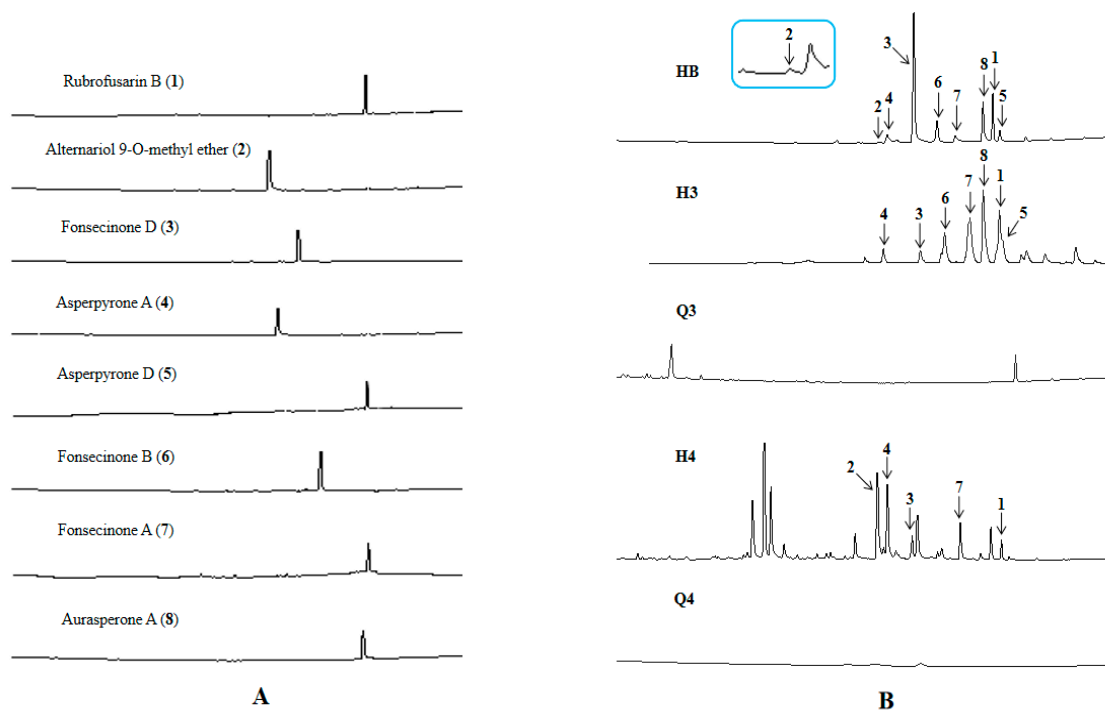 Rubrofusarin B (1)
Alternariol 9-O-methyl ether (2)
Fonsecinone D (3)
Asperpyrone A (4)
Asperpyrone D (5)
Fonsecinone B (6)
Fonsecinone A (7)
Aurasperone A (8)
A
HB
2
3
2
4
6
7
8
1
5
H3
4
3
6
7
8
1
5
Q3
H4
2
4
3
7
1
Q4
B